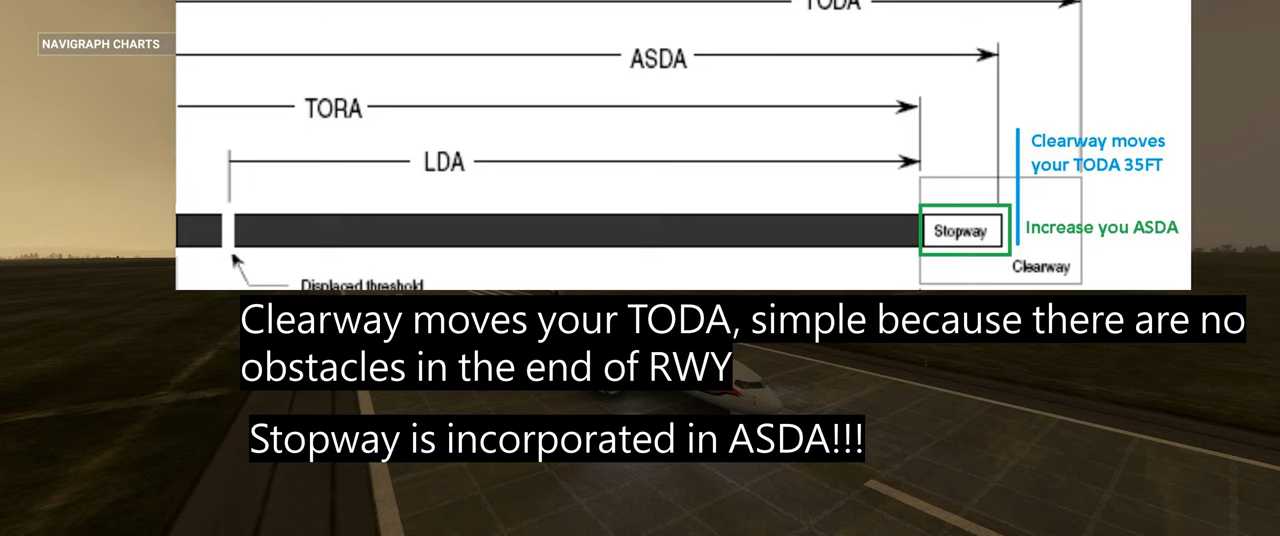 TODA
NAVIGRAPH CHARTS
ASDA
TORA
Clearway moves
your TODA 35FT
LDA
Stopway
Increase you ASDA
Clearway
Displaced threshold
Clearway moves your TODA, simple because there are no
obstacles in the end of RWY
Stopway is incorporated in ASDA!!!